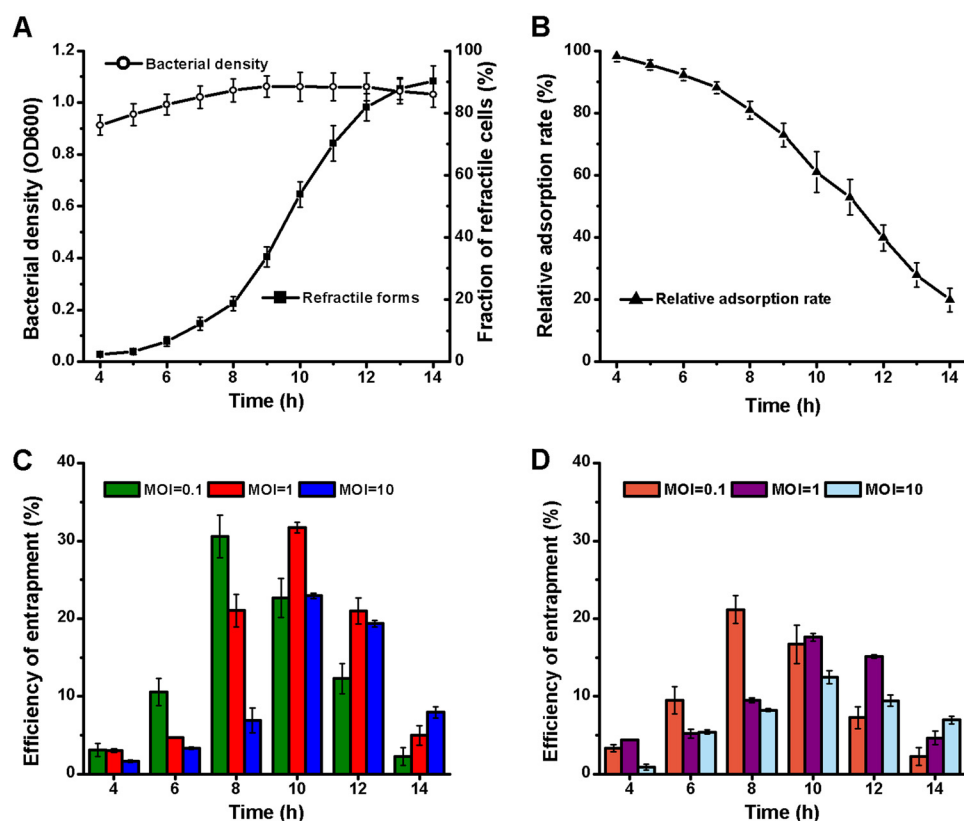 A
Bacterial density (OD600)
1.2
1.0
0.8
0.6
0.4
0.2
0.0
Bacterial density
Refractile forms
100
80
60
40
20
0
Fraction of refractile cells (%)
4 6 8 10 12 14
Time (h)
B
Relative adsorption rate (%)
100
80
60
40
20
0
Relative adsorption rate
4 6 8 10 12 14
Time (h)
C
Efficiency of entrapment (%)
40
30
20
10
0
MOI=0.1 MOI=1 MOI=10
4 6 8 10 12 14
Time (h)
D
Efficiency of entrapment (%)
40
30
20
10
0
MOI=0.1 MOI=1 MOI=10
4 6 8 10 12 14
Time (h)